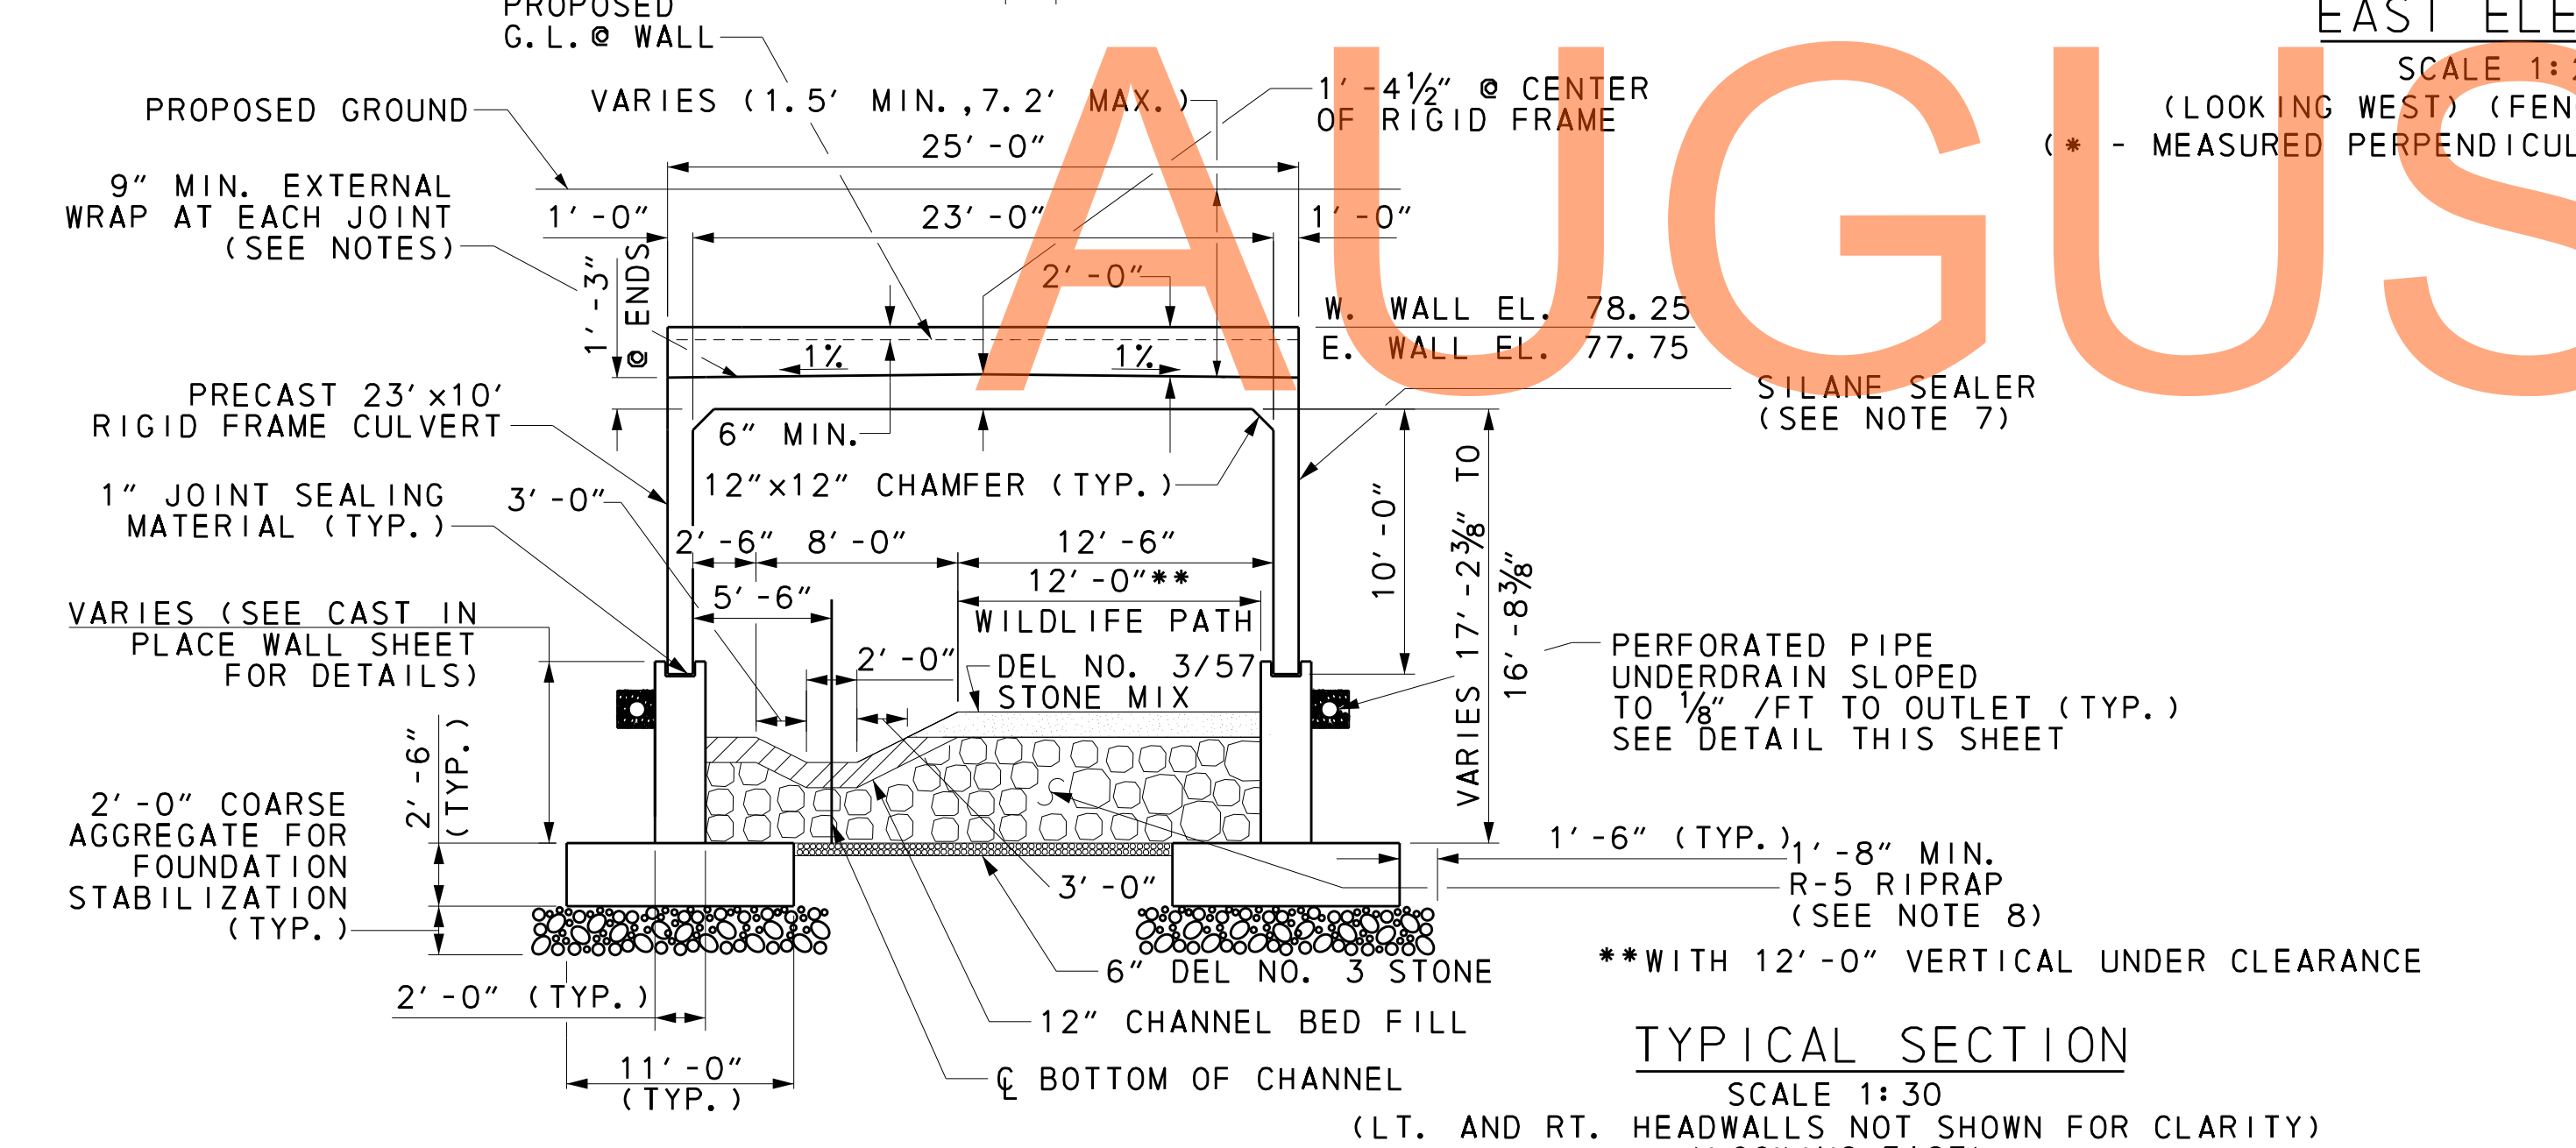 PROPOSED
G.L.@ WALL
VARIES (1.5' MIN.,7.2' MAX.)
1'-4½" @ CENTER
OF RIGID FRAME
PROPOSED GROUND
25'-0"
9" MIN. EXTERNAL
WRAP AT EACH JOINT
(SEE NOTES)
1'-0"
23'-0"
1'-0"
1'-3"
@ ENDS
2'-0"
W. WALL EL. 78.25
E. WALL EL. 77.75
1%
1%
PRECAST 23'x10'
RIGID FRAME CULVERT
SILANE SEALER
(SEE NOTE 7)
6" MIN.
12"x12" CHAMFER (TYP.)
1" JOINT SEALING
MATERIAL (TYP.)
3'-0"
2'-6"
8'-0"
12'-6"
12'-0"**
WILDLIFE PATH
5'-6"
10'-0"
VARIES 17'-2⅜" TO
16'-8⅜"
VARIES (SEE CAST IN
PLACE WALL SHEET
FOR DETAILS)
2'-0"
DEL NO. 3/57
STONE MIX
PERFORATED PIPE
UNDERDRAIN SLOPED
TO ⅛" /FT TO OUTLET (TYP.)
SEE DETAIL THIS SHEET
2'-6"
(TYP.)
2'-0" COARSE
AGGREGATE FOR
FOUNDATION
STABILIZATION
(TYP.)
1'-6" (TYP.)
1'-8" MIN.
R-5 RIPRAP
(SEE NOTE 8)
3'-0"
**WITH 12'-0" VERTICAL UNDER CLEARANCE
6" DEL NO. 3 STONE
2'-0" (TYP.)
12" CHANNEL BED FILL
11'-0"
(TYP.)
℄ BOTTOM OF CHANNEL
TYPICAL SECTION
SCALE 1:30
(LT. AND RT. HEADWALLS NOT SHOWN FOR CLARITY)
EAST ELE
SCALE 1:2
(LOOKING WEST) (FEN
(* - MEASURED PERPENDICUL
AUGUS